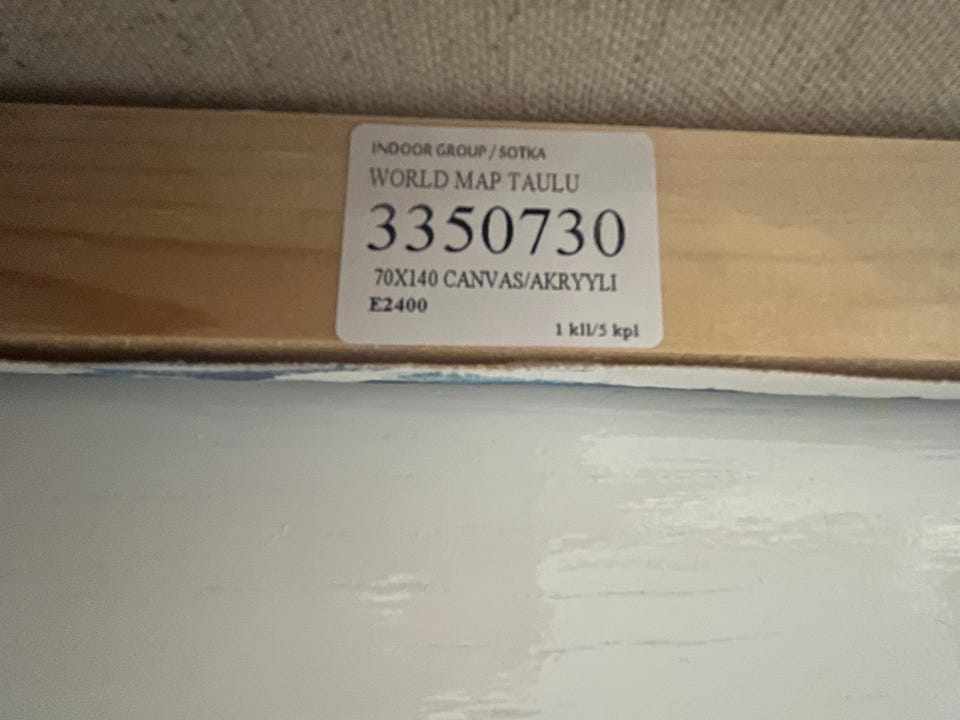 INDOOR GROUP / SOTKA
WORLD MAP TAULU
3350730
70X140 CANVAS/AKRYYLI
E2400
1 kll/5 kpl